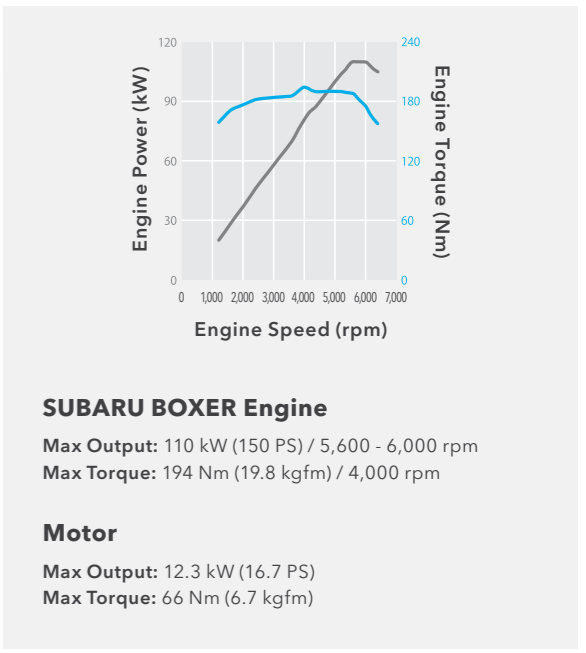 120
90
60
30
0
240
180
120
60
0
Engine Power (kW)
Engine Torque (Nm)
0 1,000 2,000 3,000 4,000 5,000 6,000 7,000
Engine Speed (rpm)
SUBARU BOXER Engine
Max Output: 110 kW (150 PS) / 5,600 - 6,000 rpm
Max Torque: 194 Nm (19.8 kgfm) / 4,000 rpm
Motor
Max Output: 12.3 kW (16.7 PS)
Max Torque: 66 Nm (6.7 kgfm)